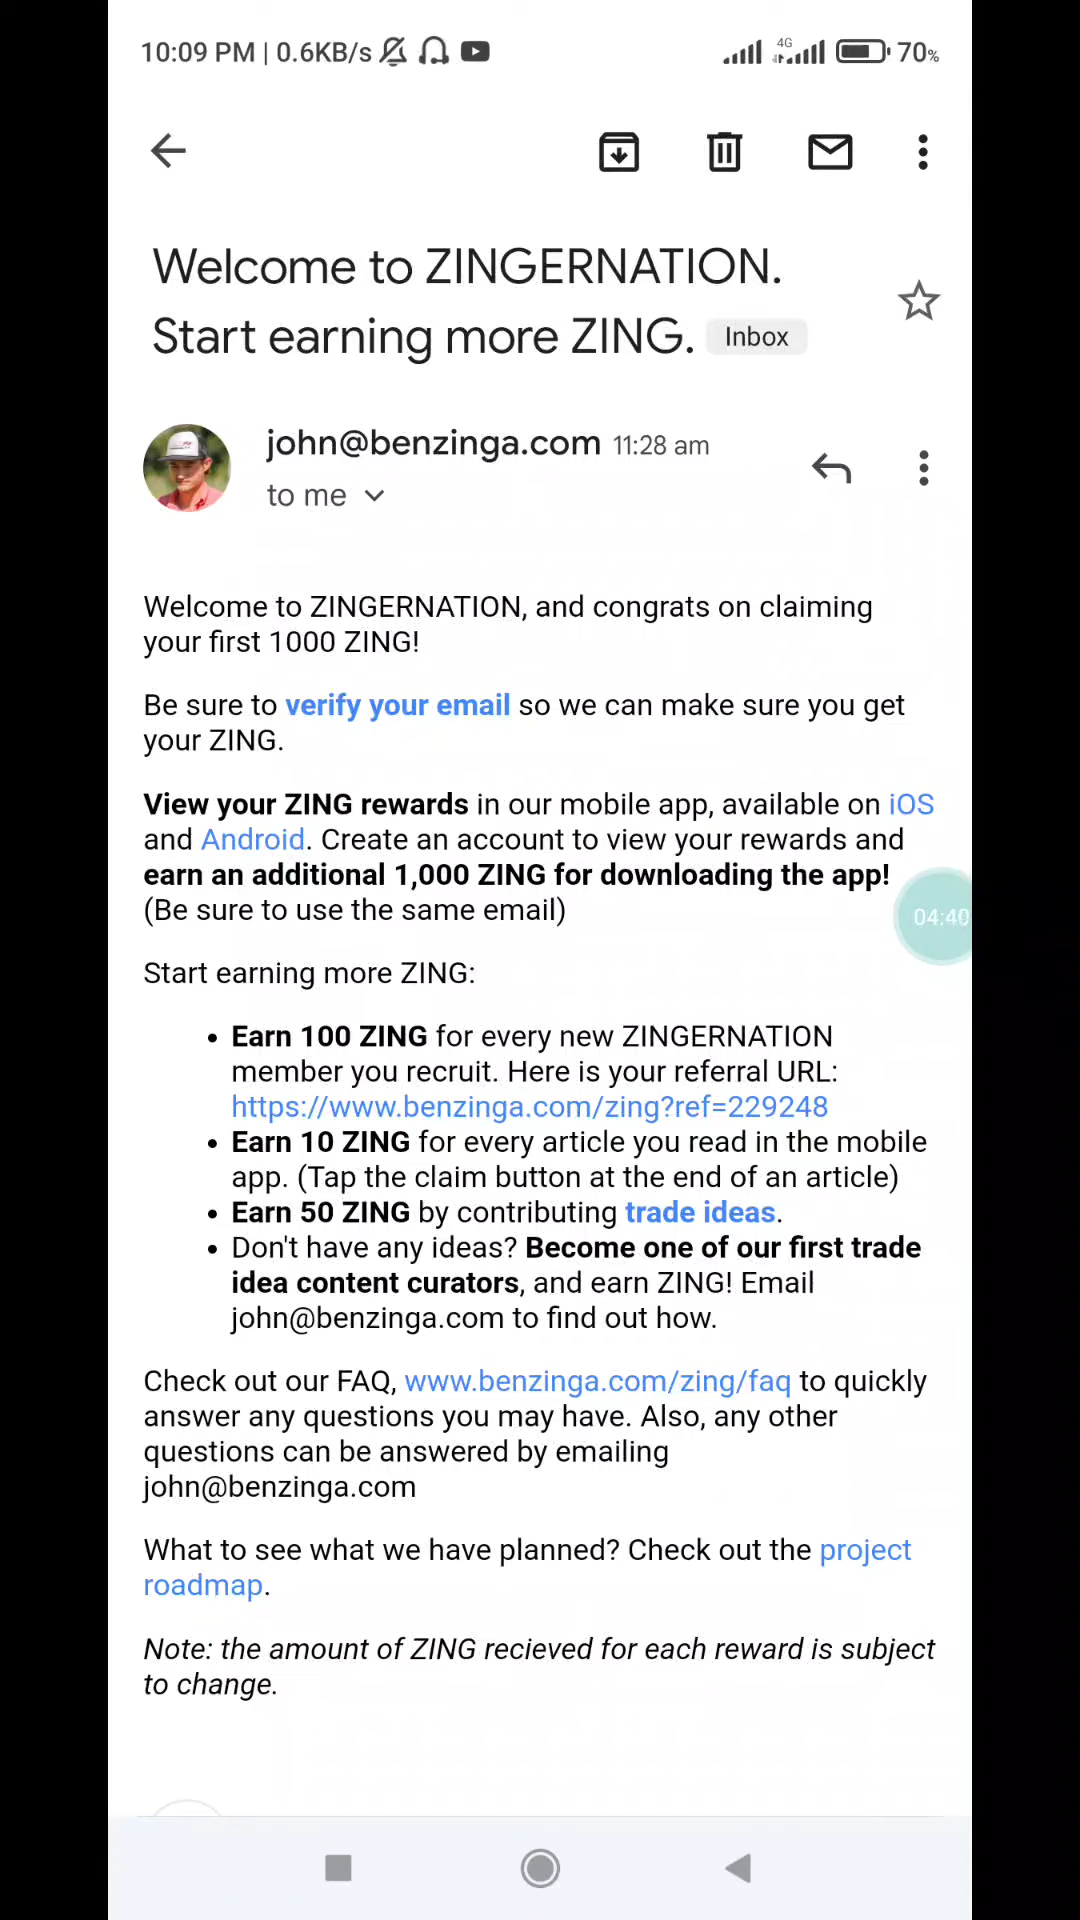 10:09 PM | 0.6KB/s 4G 70%
Welcome to ZINGERNATION.
Start earning more ZING. Inbox
john@benzinga.com 11:28 am
to me
Welcome to ZINGERNATION, and congrats on claiming
your first 1000 ZING!
Be sure to verify your email so we can make sure you get
your ZING.
View your ZING rewards in our mobile app, available on iOS
and Android. Create an account to view your rewards and
earn an additional 1,000 ZING for downloading the app!
(Be sure to use the same email)
04:40
Start earning more ZING:
• Earn 100 ZING for every new ZINGERNATION
member you recruit. Here is your referral URL:
https://www.benzinga.com/zing?ref=229248
• Earn 10 ZING for every article you read in the mobile
app. (Tap the claim button at the end of an article)
• Earn 50 ZING by contributing trade ideas.
• Don't have any ideas? Become one of our first trade
idea content curators, and earn ZING! Email
john@benzinga.com to find out how.
Check out our FAQ, www.benzinga.com/zing/faq to quickly
answer any questions you may have. Also, any other
questions can be answered by emailing
john@benzinga.com
What to see what we have planned? Check out the project
roadmap.
Note: the amount of ZING recieved for each reward is subject
to change.